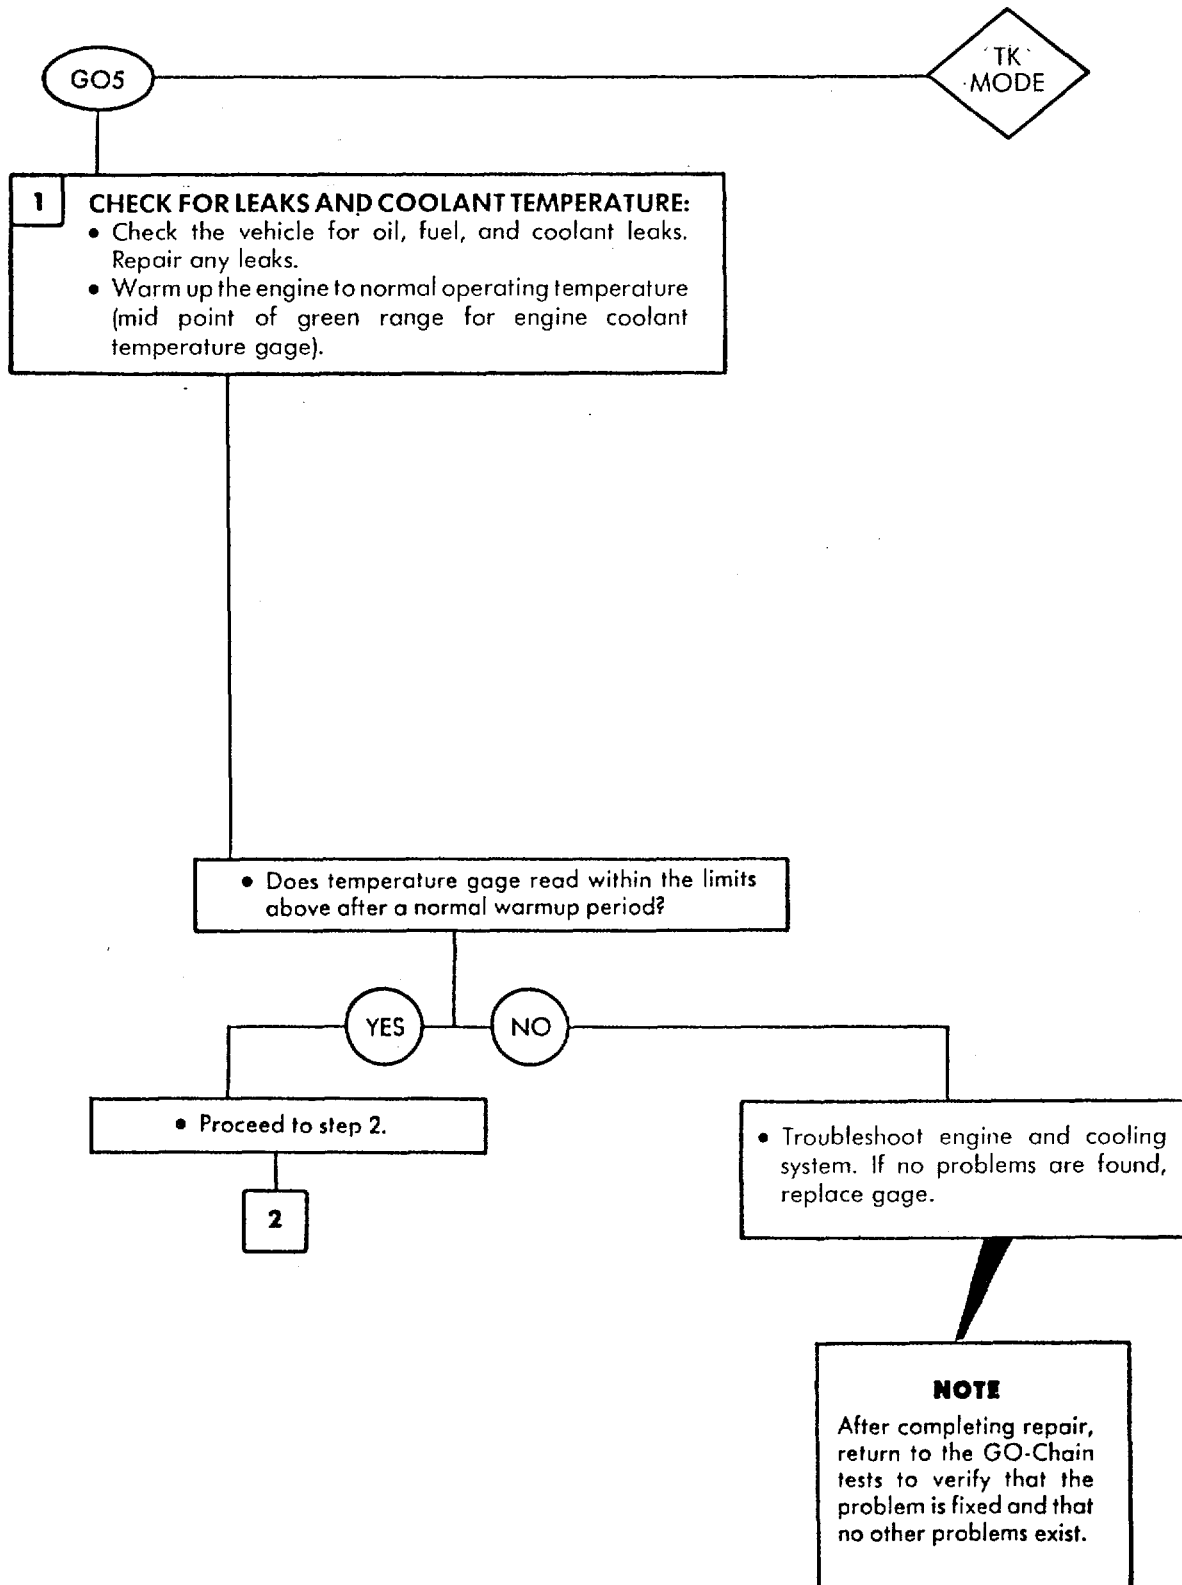 GO5
TK
MODE
1
CHECK FOR LEAKS AND COOLANT TEMPERATURE:
• Check the vehicle for oil, fuel, and coolant leaks.
Repair any leaks.
• Warm up the engine to normal operating temperature
(mid point of green range for engine coolant
temperature gage).
• Does temperature gage read within the limits
above after a normal warmup period?
YES
NO
• Proceed to step 2.
2
• Troubleshoot engine and cooling
system. If no problems are found,
replace gage.
NOTE
After completing repair,
return to the GO-Chain
tests to verify that the
problem is fixed and that
no other problems exist.